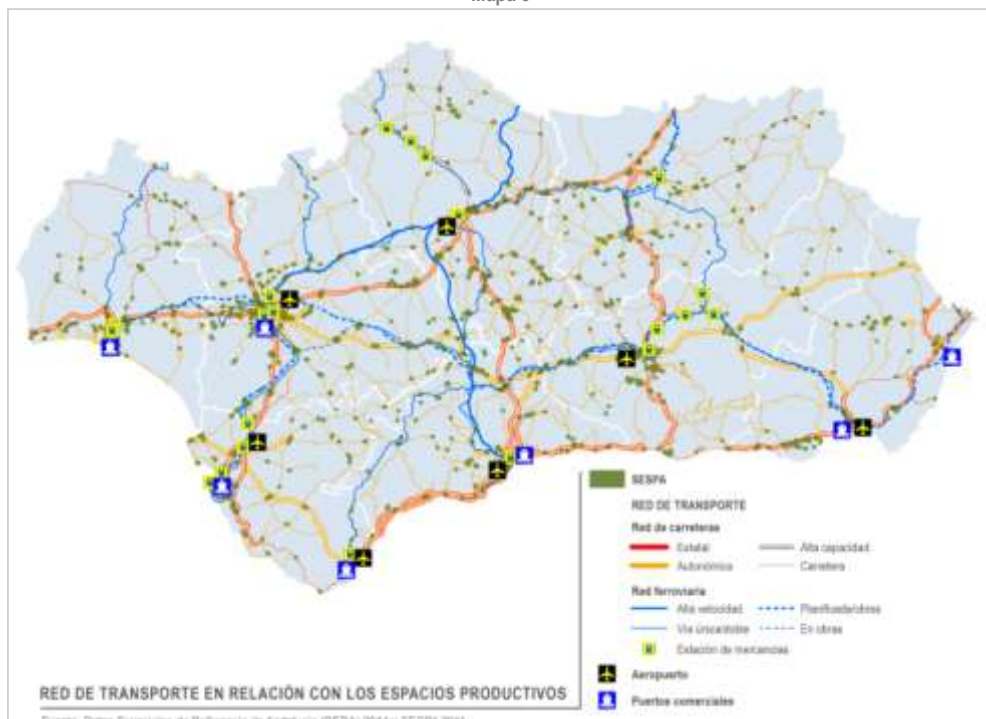 RED DE TRANSPORTE EN RELACIÓN CON LOS ESPACIOS PRODUCTIVOS
SESPA
RED DE TRANSPORTE
Red de carreteras
Estatal
Alta capacidad
Autonómica
Carretera
Red ferroviaria
Alta velocidad
Planificada/obras
Vía única/doble
En obras
Estación de mercancías
Aeropuerto
Puertos comerciales